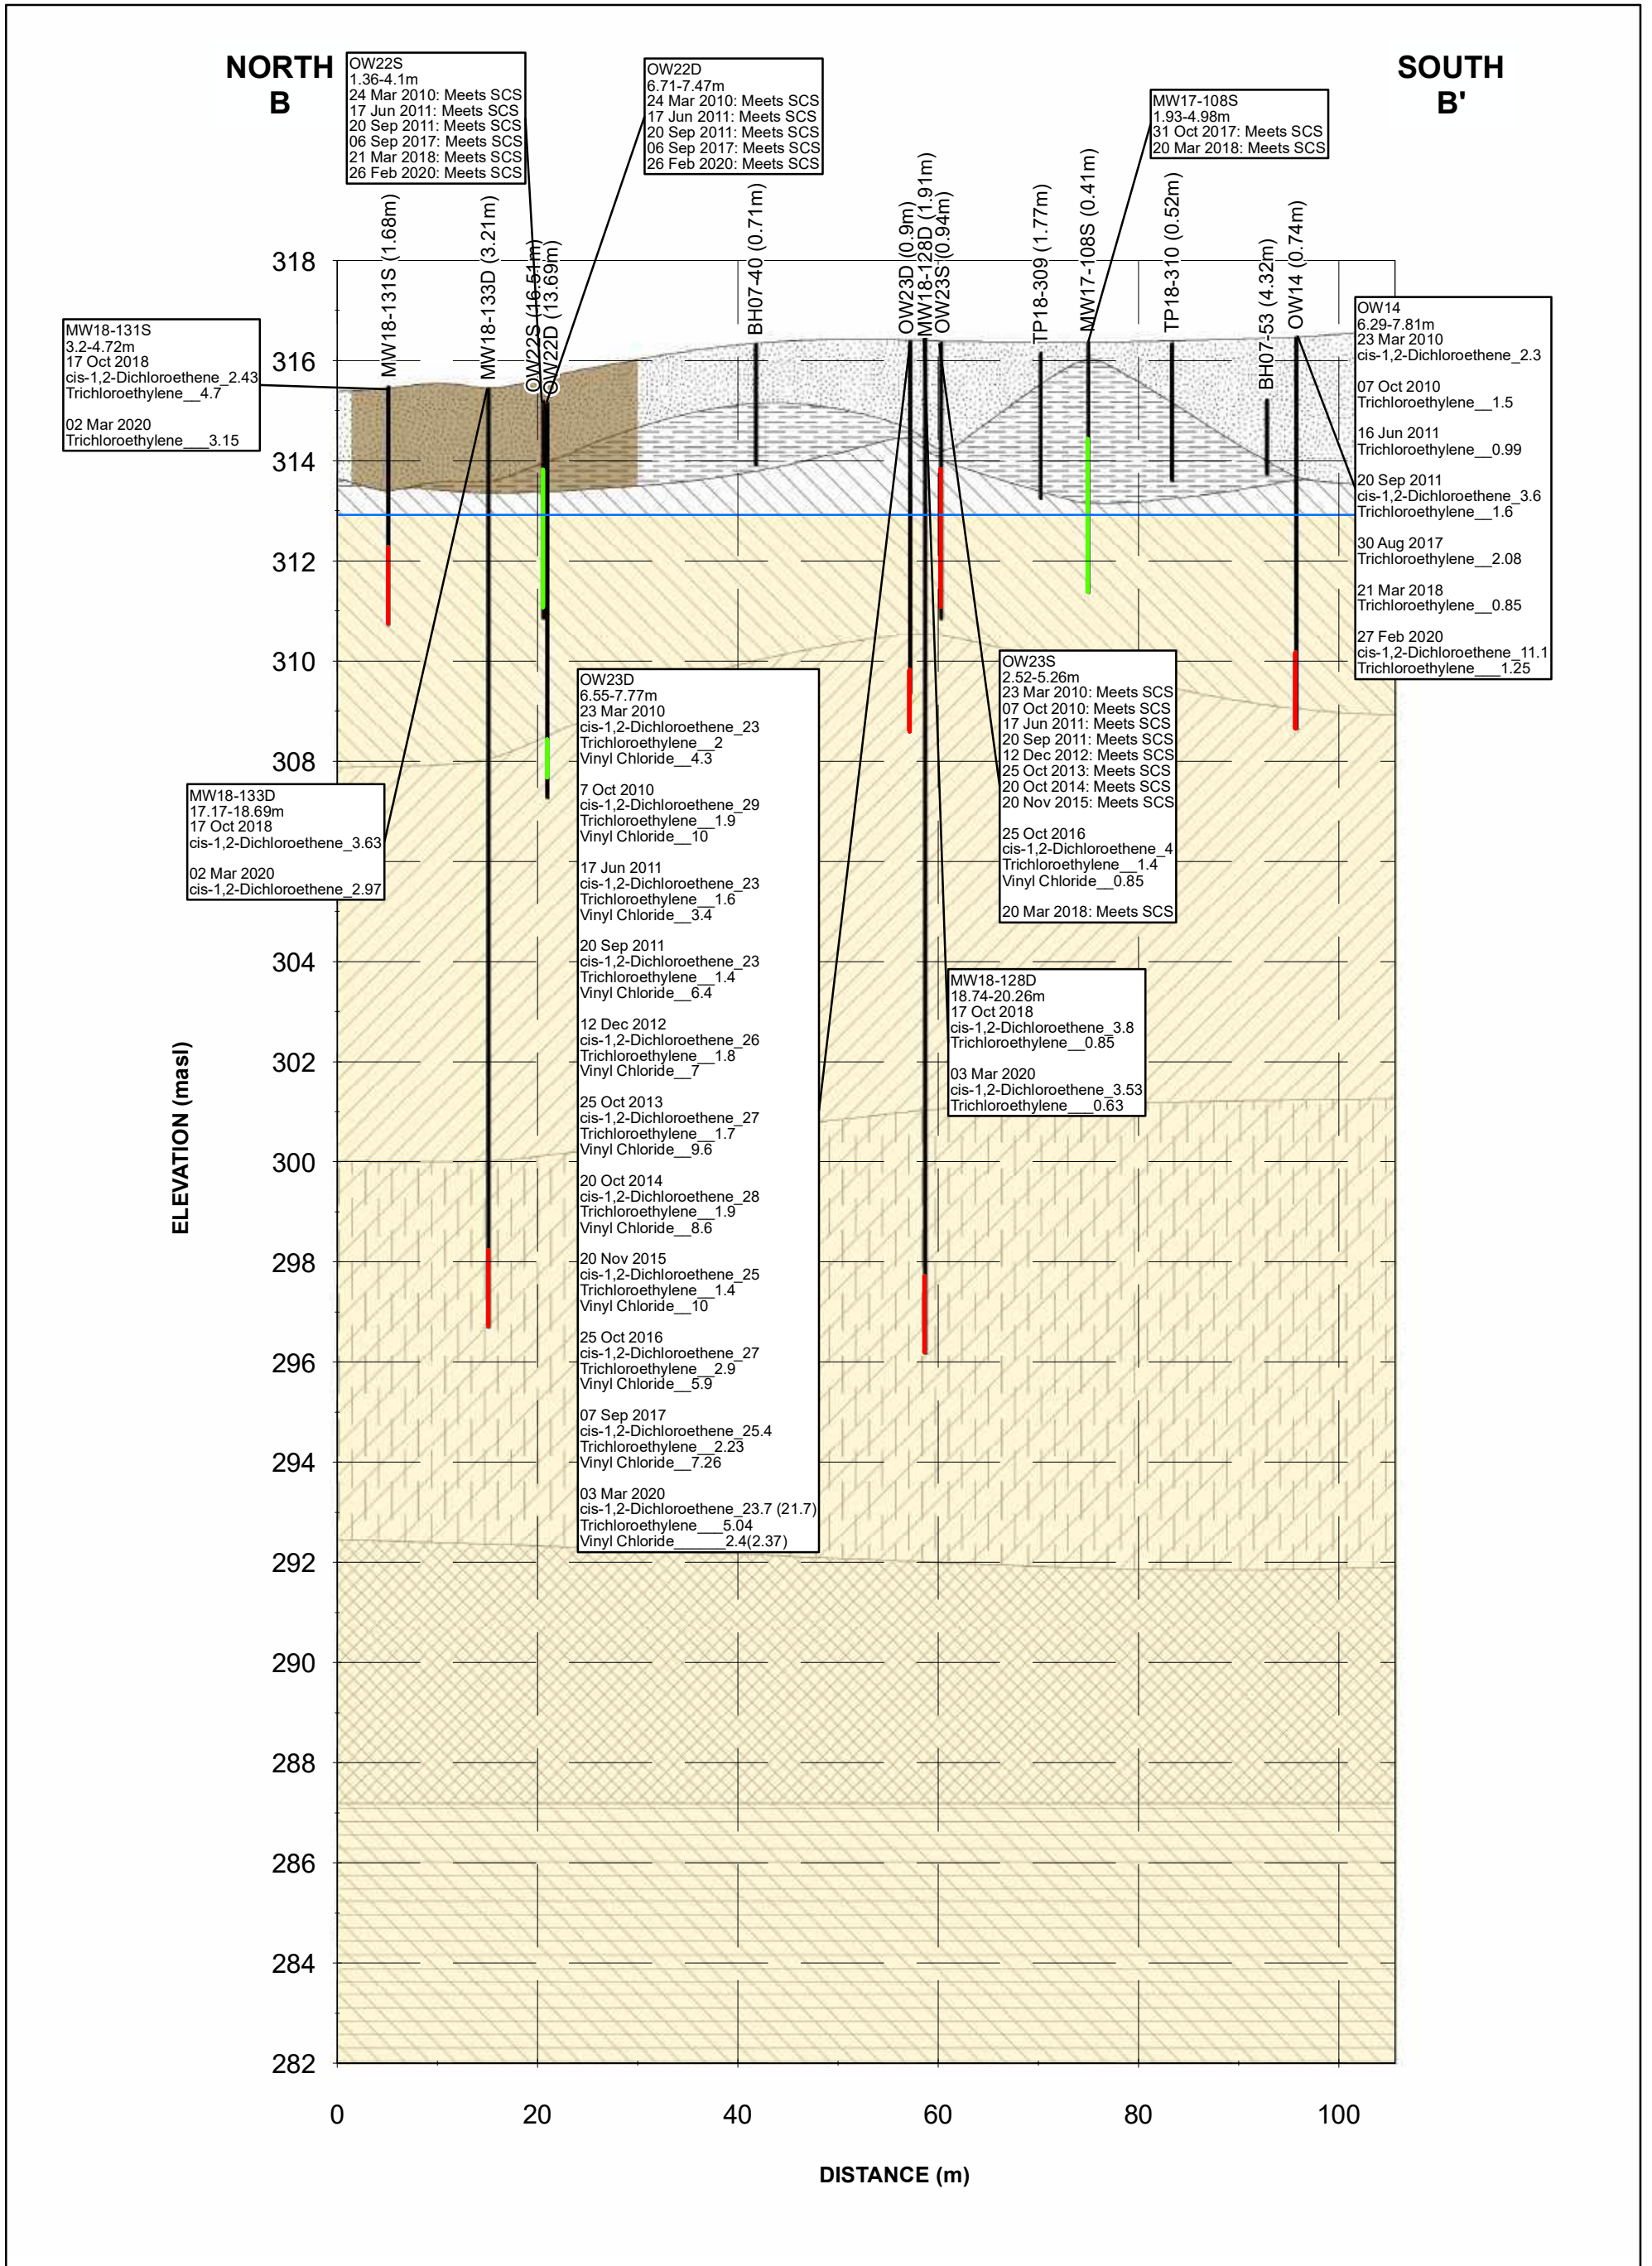 NORTH
B
SOUTH
B'
OW22S
1.36-4.1m
24 Mar 2010: Meets SCS
17 Jun 2011: Meets SCS
20 Sep 2011: Meets SCS
06 Sep 2017: Meets SCS
21 Mar 2018: Meets SCS
26 Feb 2020: Meets SCS
OW22D
6.71-7.47m
24 Mar 2010: Meets SCS
17 Jun 2011: Meets SCS
20 Sep 2011: Meets SCS
06 Sep 2017: Meets SCS
26 Feb 2020: Meets SCS
MW17-108S
1.93-4.98m
31 Oct 2017: Meets SCS
20 Mar 2018: Meets SCS
MW18-131S (1.68m)
MW18-133D (3.21m)
OW22S (16.51m)
OW22D (13.69m)
BH07-40 (0.71m)
OW23D (0.9m)
MW18-128D (1.91m)
OW23S (0.94m)
TP18-309 (1.77m)
MW17-108S (0.41m)
TP18-310 (0.52m)
BH07-53 (4.32m)
OW14 (0.74m)
MW18-131S
3.2-4.72m
17 Oct 2018
cis-1,2-Dichloroethene_2.43
Trichloroethylene__4.7
02 Mar 2020
Trichloroethylene___3.15
OW14
6.29-7.81m
23 Mar 2010
cis-1,2-Dichloroethene_2.3
07 Oct 2010
Trichloroethylene__1.5
16 Jun 2011
Trichloroethylene__0.99
20 Sep 2011
cis-1,2-Dichloroethene_3.6
Trichloroethylene__1.6
30 Aug 2017
Trichloroethylene__2.08
21 Mar 2018
Trichloroethylene__0.85
27 Feb 2020
cis-1,2-Dichloroethene_11.1
Trichloroethylene___1.25
MW18-133D
17.17-18.69m
17 Oct 2018
cis-1,2-Dichloroethene_3.63
02 Mar 2020
cis-1,2-Dichloroethene_2.97
OW23D
6.55-7.77m
23 Mar 2010
cis-1,2-Dichloroethene_23
Trichloroethylene__2
Vinyl Chloride__4.3
7 Oct 2010
cis-1,2-Dichloroethene_29
Trichloroethylene__1.9
Vinyl Chloride__10
17 Jun 2011
cis-1,2-Dichloroethene_23
Trichloroethylene__1.6
Vinyl Chloride__3.4
20 Sep 2011
cis-1,2-Dichloroethene_23
Trichloroethylene__1.4
Vinyl Chloride__6.4
12 Dec 2012
cis-1,2-Dichloroethene_26
Trichloroethylene__1.8
Vinyl Chloride__7
25 Oct 2013
cis-1,2-Dichloroethene_27
Trichloroethylene__1.7
Vinyl Chloride__9.6
20 Oct 2014
cis-1,2-Dichloroethene_28
Trichloroethylene__1.9
Vinyl Chloride__8.6
20 Nov 2015
cis-1,2-Dichloroethene_25
Trichloroethylene__1.4
Vinyl Chloride__10
25 Oct 2016
cis-1,2-Dichloroethene_27
Trichloroethylene__2.9
Vinyl Chloride__5.9
07 Sep 2017
cis-1,2-Dichloroethene_25.4
Trichloroethylene__2.23
Vinyl Chloride__7.26
03 Mar 2020
cis-1,2-Dichloroethene_23.7 (21.7)
Trichloroethylene___5.04
Vinyl Chloride______2.4(2.37)
OW23S
2.52-5.26m
23 Mar 2010: Meets SCS
07 Oct 2010: Meets SCS
17 Jun 2011: Meets SCS
20 Sep 2011: Meets SCS
12 Dec 2012: Meets SCS
25 Oct 2013: Meets SCS
20 Oct 2014: Meets SCS
20 Nov 2015: Meets SCS
25 Oct 2016
cis-1,2-Dichloroethene_4
Trichloroethylene__1.4
Vinyl Chloride__0.85
20 Mar 2018: Meets SCS
MW18-128D
18.74-20.26m
17 Oct 2018
cis-1,2-Dichloroethene_3.8
Trichloroethylene__0.85
03 Mar 2020
cis-1,2-Dichloroethene_3.53
Trichloroethylene___0.63
318
316
314
312
310
308
304
302
300
298
296
294
292
290
288
286
284
282
ELEVATION (masl)
0
20
40
60
80
100
DISTANCE (m)